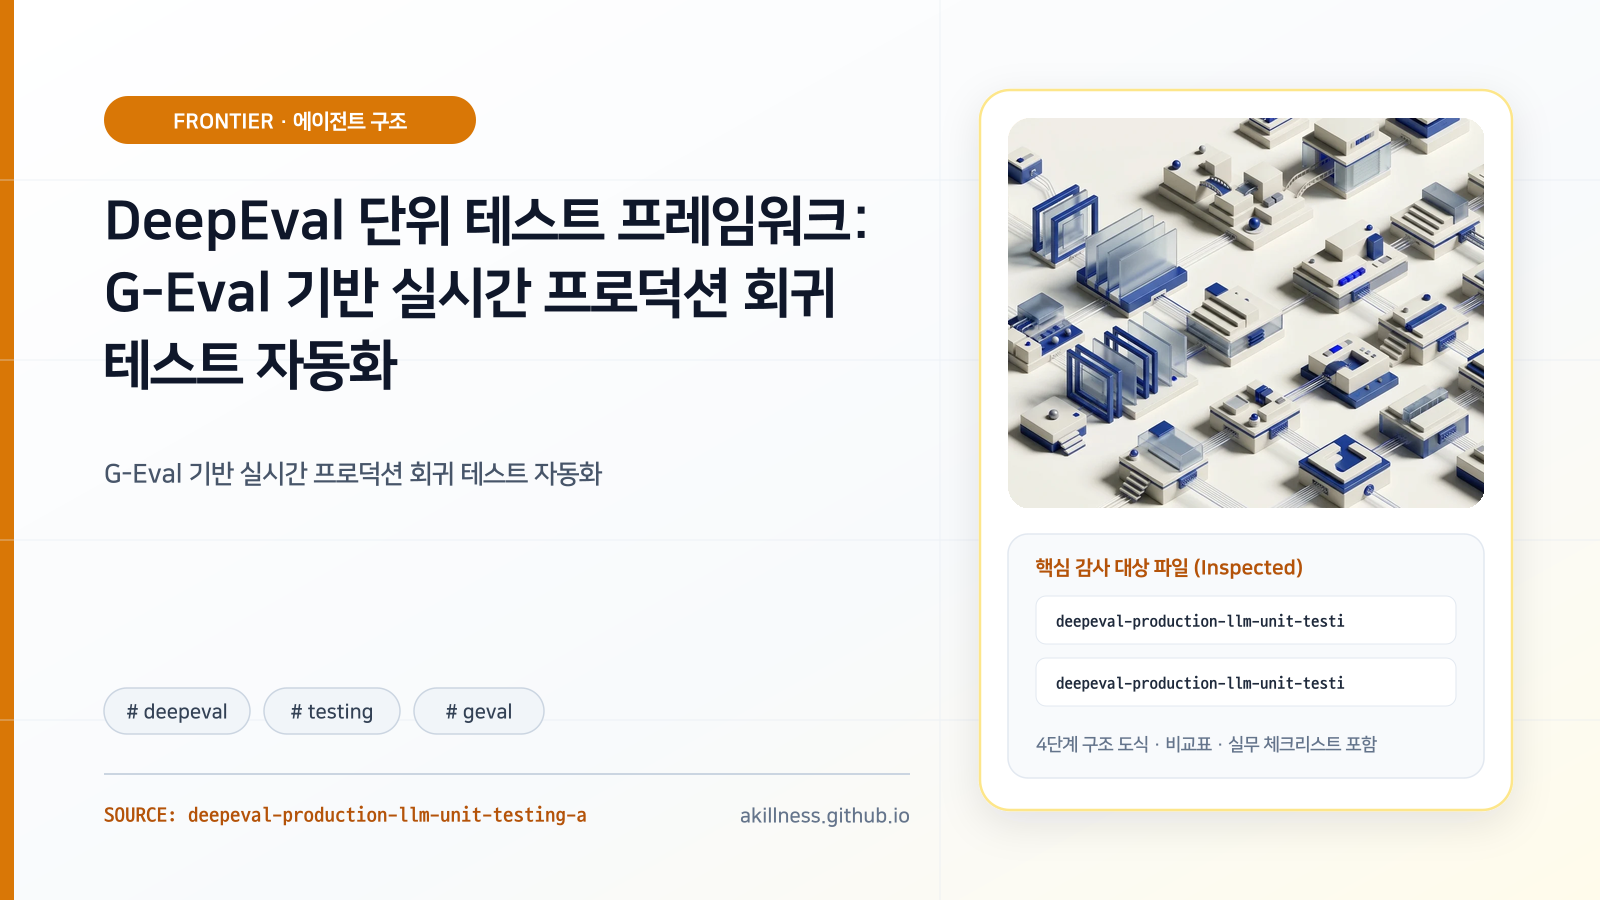 FRONTIER · 에이전트 구조
DeepEval 단위 테스트 프레임워크:
G-Eval 기반 실시간 프로덕션 회귀
테스트 자동화
G-Eval 기반 실시간 프로덕션 회귀 테스트 자동화
# deepeval
# testing
# geval
SOURCE: deepeval-production-llm-unit-testing-a
akillness.github.io
핵심 감사 대상 파일 (Inspected)
deepeval-production-llm-unit-testi
deepeval-production-llm-unit-testi
4단계 구조 도식 · 비교표 · 실무 체크리스트 포함